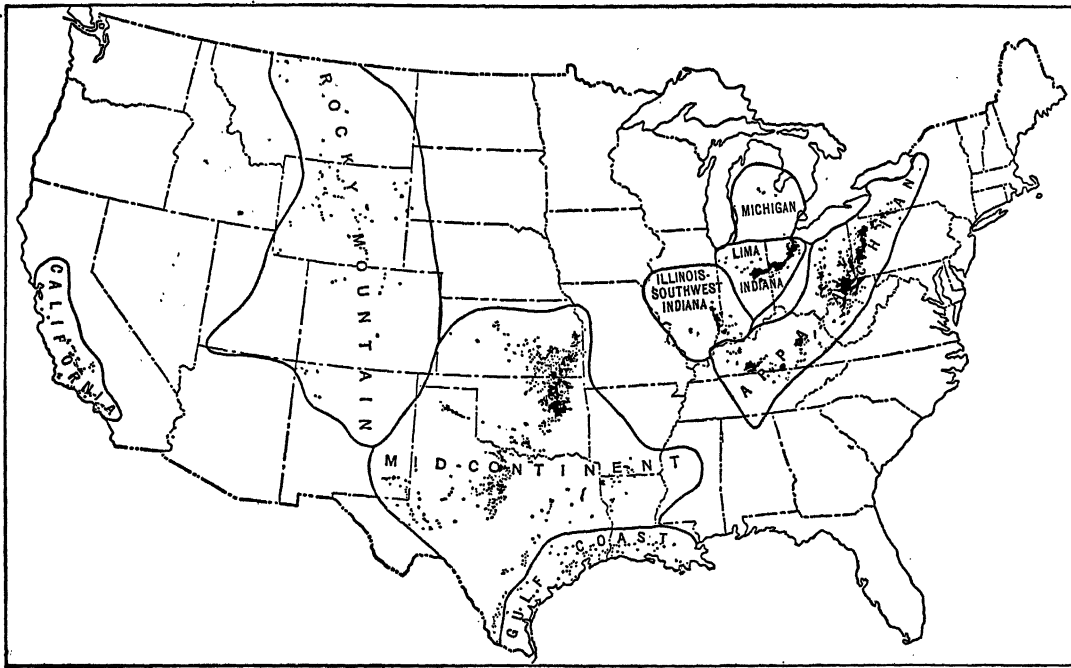 ROCKY MOUNTAIN
MICHIGAN
APPALACHIAN
LIMA
INDIANA
ILLINOIS-
SOUTHWEST
INDIANA
CALIFORNIA
MID-CONTINENT
GULF COAST